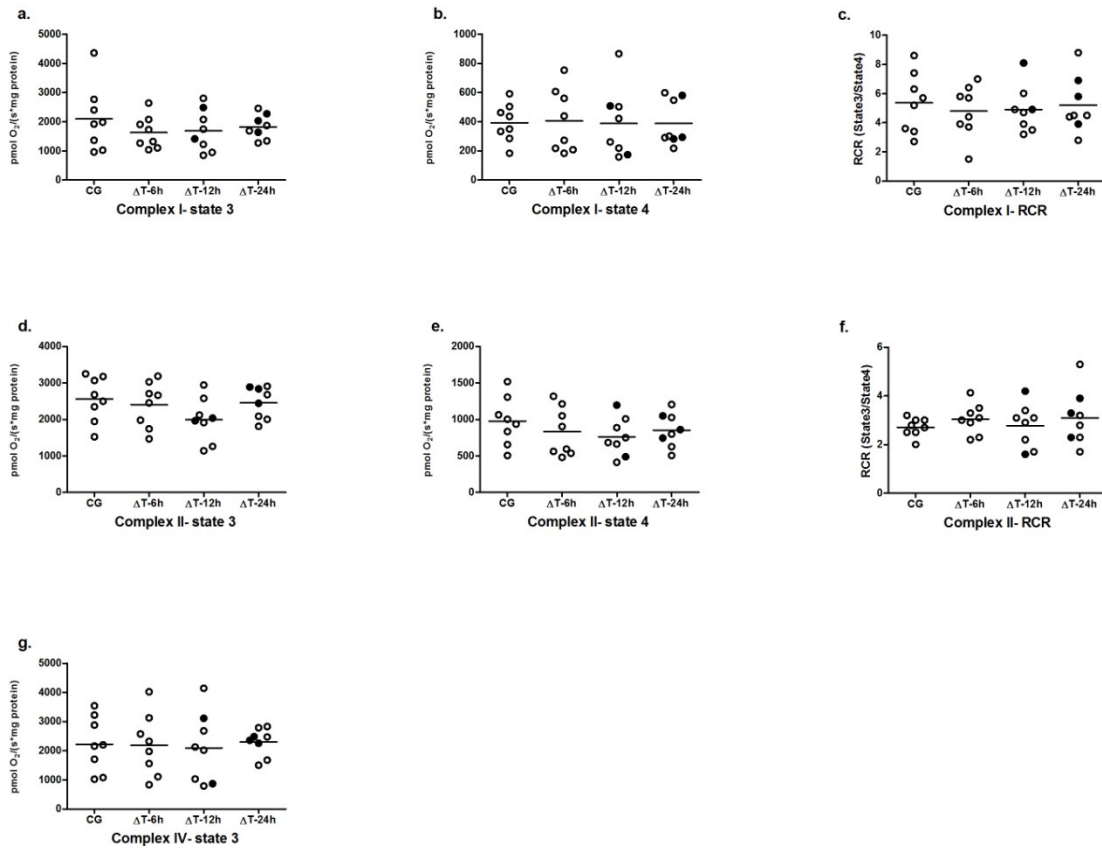 a.
pmol O₂/(s*mg protein)
5000
4000
3000
2000
1000
0
CG ΔT-6h ΔT-12h ΔT-24h
Complex I- state 3
b.
pmol O₂/(s*mg protein)
1000
800
600
400
200
0
CG ΔT-6h ΔT-12h ΔT-24h
Complex I- state 4
c.
RCR (State3/State4)
10
8
6
4
2
0
CG ΔT-6h ΔT-12h ΔT-24h
Complex I- RCR
d.
pmol O₂/(s*mg protein)
4000
3000
2000
1000
0
CG ΔT-6h ΔT-12h ΔT-24h
Complex II- state 3
e.
pmol O₂/(s*mg protein)
2000
1500
1000
500
0
CG ΔT-6h ΔT-12h ΔT-24h
Complex II- state 4
f.
RCR (State3/State4)
6
4
2
0
CG ΔT-6h ΔT-12h ΔT-24h
Complex II- RCR
g.
pmol O₂/(s*mg protein)
5000
4000
3000
2000
1000
0
CG ΔT-6h ΔT-12h ΔT-24h
Complex IV- state 3